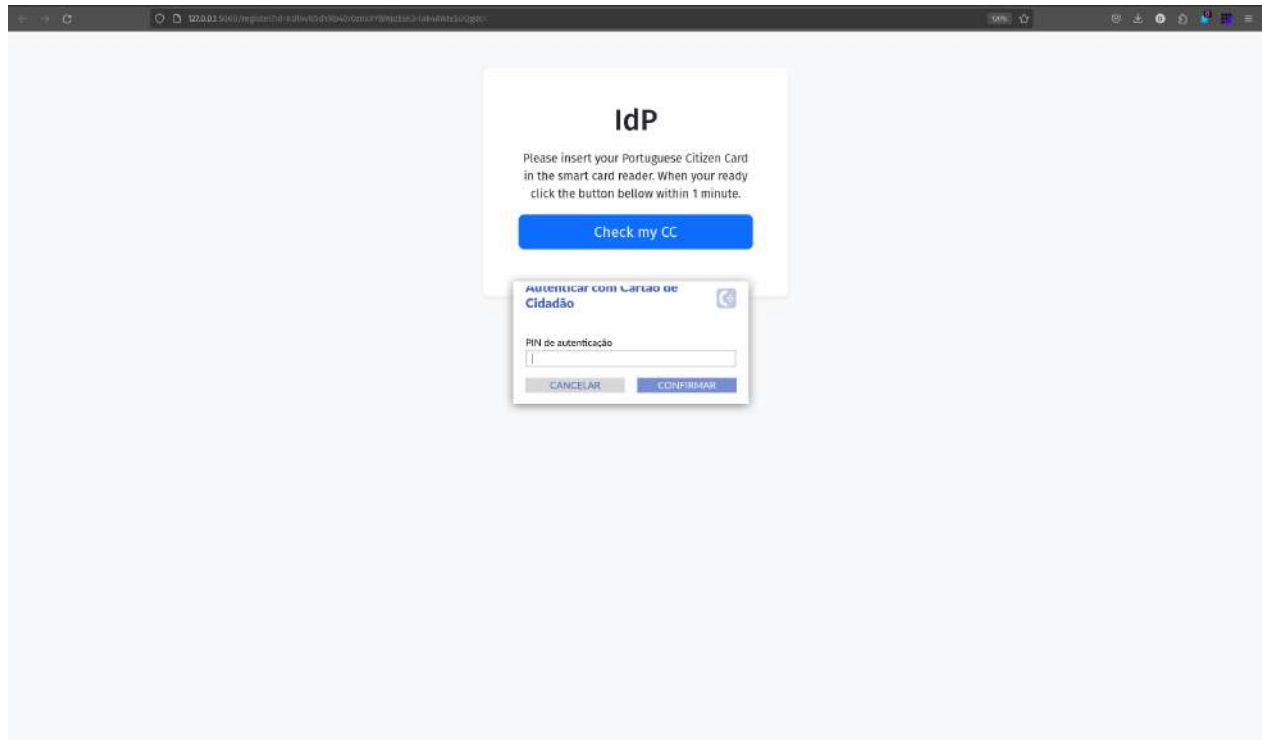 IdP
Please insert your Portuguese Citizen Card
in the smart card reader. When your ready
click the button bellow within 1 minute.
Check my CC
Autenticar com Cartão de
Cidadão
PIN de autenticação
CANCELAR
CONFIRMAR